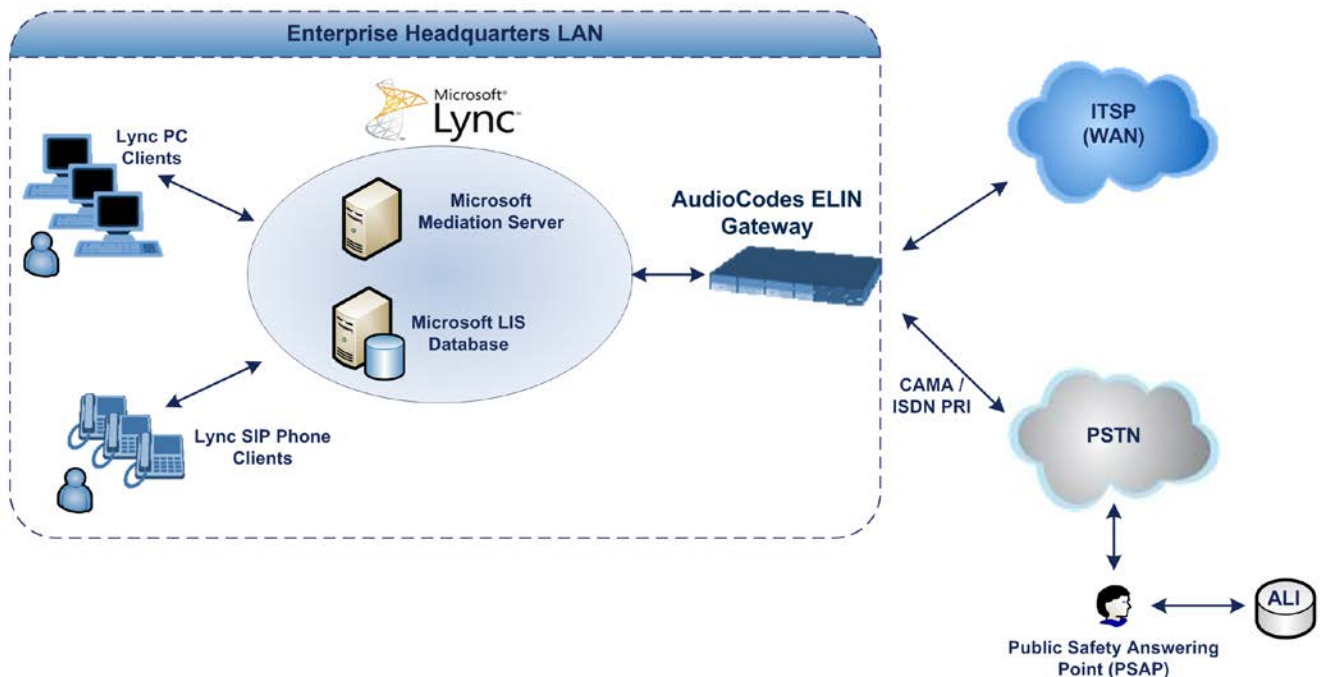 Enterprise Headquarters LAN
Microsoft®
Lync™
Lync PC
Clients
Microsoft
Mediation Server
AudioCodes ELIN
Gateway
ITSP
(WAN)
Microsoft LIS
Database
CAMA /
ISDN PRI
Lync SIP Phone
Clients
PSTN
ALI
Public Safety Answering
Point (PSAP)